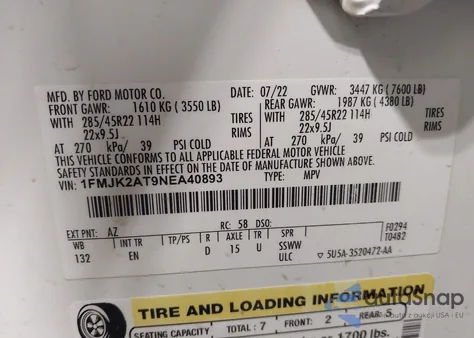 MFD. BY FORD MOTOR CO. DATE: 07/22 GVWR: 3447 KG (7600 LB)
FRONT GAWR: 1610 KG (3550 LB) REAR GAWR: 1987 KG (4380 LB)
WITH 285/45R22 114H TIRES WITH 285/45R22 114H TIRES
22x9.5J RIMS 22x9.5J RIMS
AT 270 kPa/ 39 PSI COLD AT 270 kPa/ 39 PSI COLD
THIS VEHICLE CONFORMS TO ALL APPLICABLE FEDERAL MOTOR VEHICLE
SAFETY STANDARDS IN EFFECT ON THE DATE OF MANUFACTURE SHOWN ABOVE.
VIN: 1FMJK2AT9NEA40893 TYPE: MPV
EXT PNT: AZ RC: 58 DSO: F0294
WB INT TR TP/PS R AXLE TR SPR T0482
132 EN D 15 U SSWW
ULC 5U5A-3520472-AA
TIRE AND LOADING INFORMATION
SEATING CAPACITY TOTAL: 7 FRONT: 2 REAR 5
1700 lbs.
autosnap